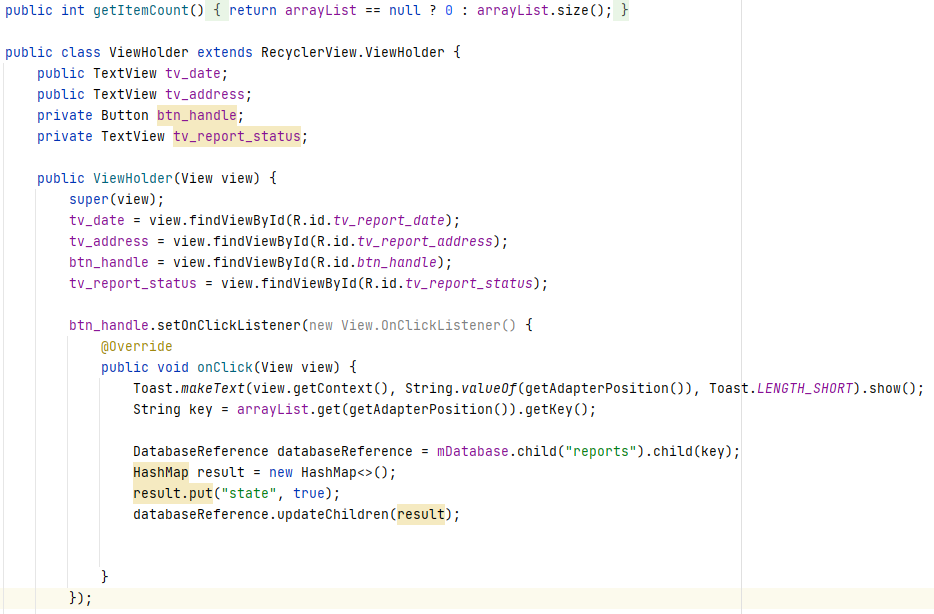 public int getItemCount() { return arrayList == null ? 0 : arrayList.size(); }
public class ViewHolder extends RecyclerView.ViewHolder {
public TextView tv_date;
public TextView tv_address;
private Button btn_handle;
private TextView tv_report_status;
public ViewHolder(View view) {
super(view);
tv_date = view.findViewById(R.id.tv_report_date);
tv_address = view.findViewById(R.id.tv_report_address);
btn_handle = view.findViewById(R.id.btn_handle);
tv_report_status = view.findViewById(R.id.tv_report_status);
btn_handle.setOnClickListener(new View.OnClickListener() {
@Override
public void onClick(View view) {
Toast.makeText(view.getContext(), String.valueOf(getAdapterPosition()), Toast.LENGTH_SHORT).show();
String key = arrayList.get(getAdapterPosition()).getKey();
DatabaseReference databaseReference = mDatabase.child("reports").child(key);
HashMap result = new HashMap<>();
result.put("state", true);
databaseReference.updateChildren(result);
}
});